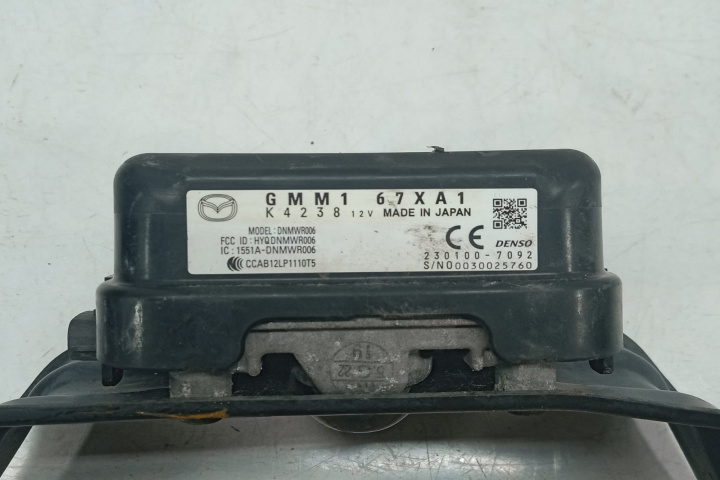 GMM1 67XA1
K4238 12V MADE IN JAPAN
MODEL : DNMWR006
FCC ID : HYQDNMWR006
IC : 1551A-DNMWR006
CCAB12LP1110T5
CE
DENSO
230100-7092
S/N00030025760